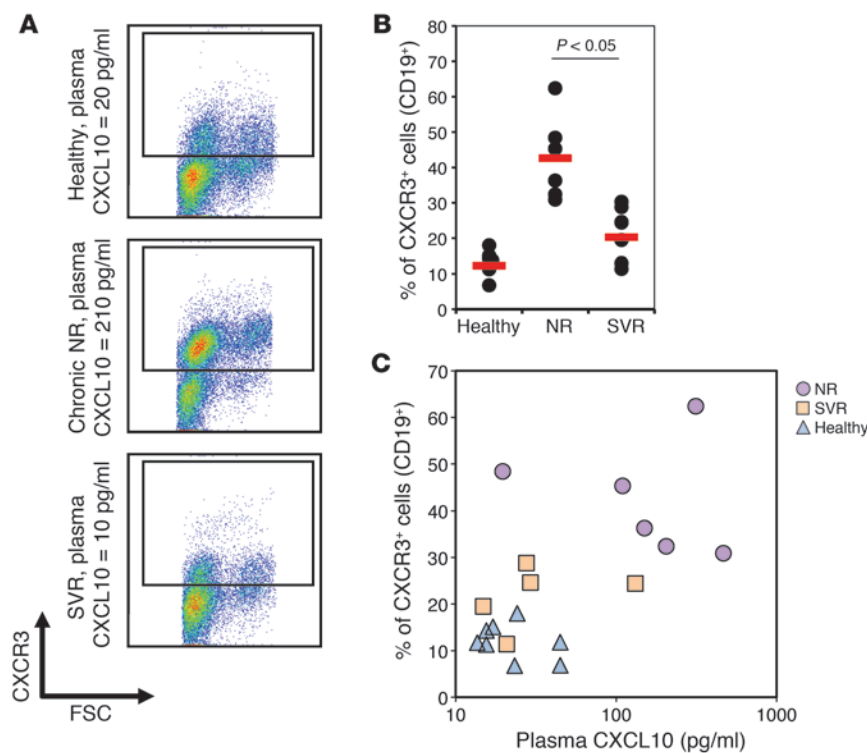 A
Healthy, plasma
CXCL10 = 20 pg/ml
Chronic NR, plasma
CXCL10 = 210 pg/ml
SVR, plasma
CXCL10 = 10 pg/ml
CXCR3
FSC
B
% of CXCR3⁺ cells (CD19⁺)
80
70
60
50
40
30
20
10
0
P < 0.05
Healthy NR SVR
C
% of CXCR3⁺ cells (CD19⁺)
70
60
50
40
30
20
10
0
10 100 1000
Plasma CXCL10 (pg/ml)
NR
SVR
Healthy